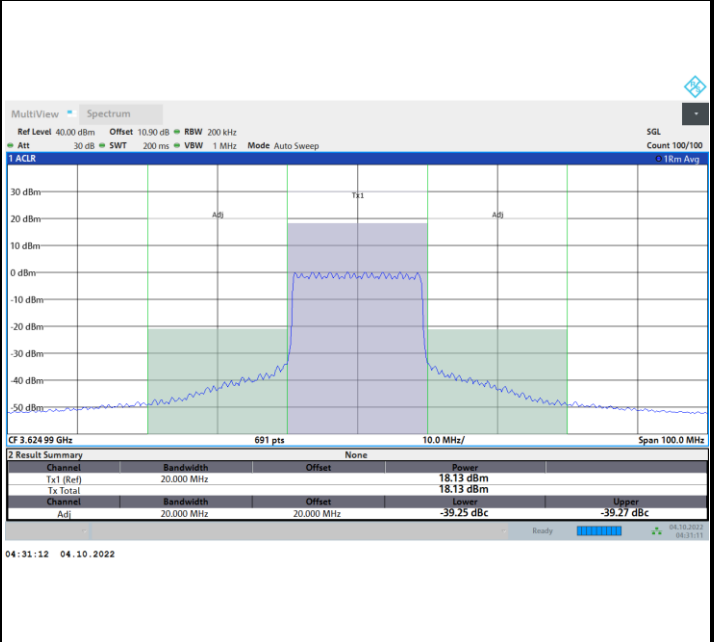 MultiView Spectrum
Ref Level 40.00 dBm Offset 10.90 dB RBW 200 kHz SGL
Att 30 dB SWT 200 ms VBW 1 MHz Mode Auto Sweep Count 100/100
1 ACLR 1Rm Avg
30 dBm
Tx1
20 dBm
Adj Adj
10 dBm
0 dBm
-10 dBm
-20 dBm
-30 dBm
-40 dBm
-50 dBm
CF 3.624 99 GHz 691 pts 10.0 MHz/ Span 100.0 MHz
2 Result Summary None
Channel Bandwidth Offset Power
Tx1 (Ref) 20.000 MHz 18.13 dBm
Tx Total 18.13 dBm
Channel Bandwidth Offset Lower Upper
Adj 20.000 MHz 20.000 MHz -39.25 dBc -39.27 dBc
Ready 04.10.2022
04:31:11
04:31:12 04.10.2022